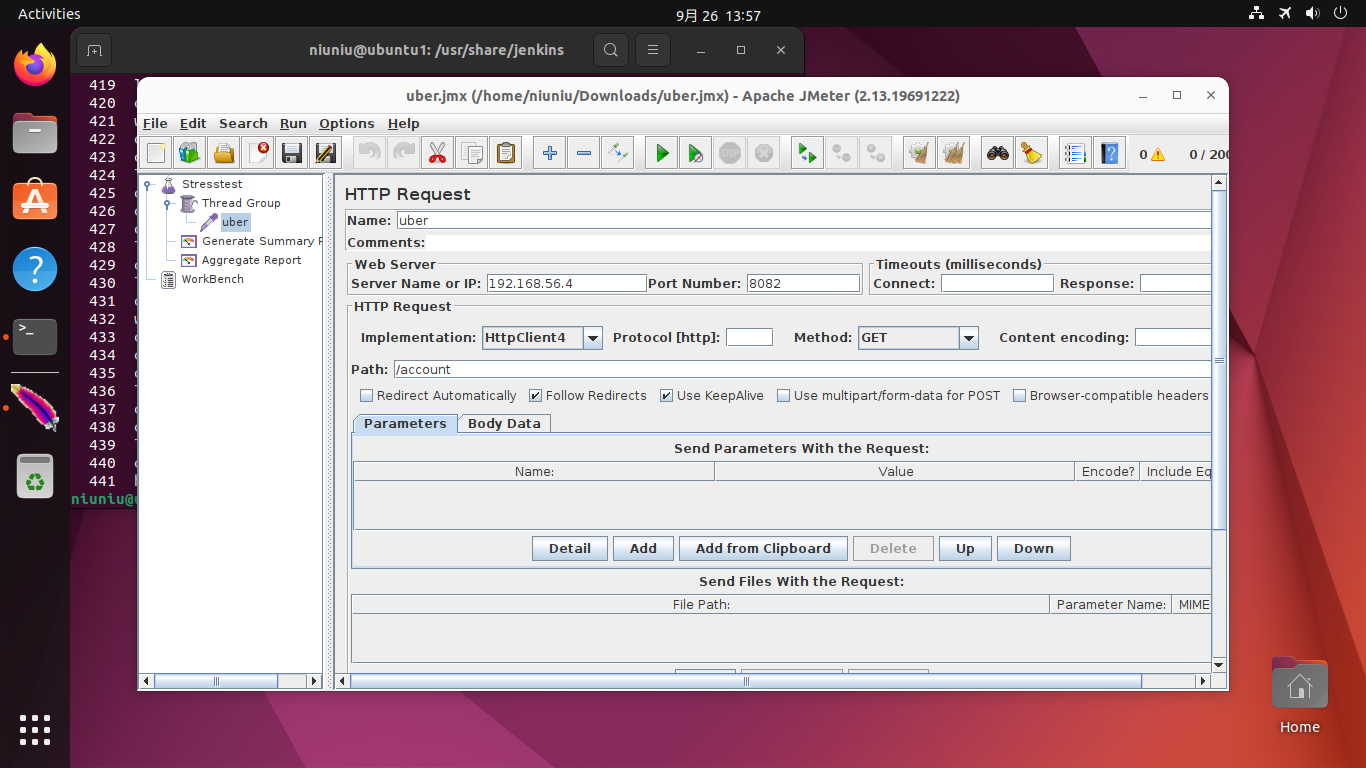 Activities
9月 26 13:57
niuniu@ubuntu1: /usr/share/jenkins
419
420
421
422
423
424
425
426
427
428
429
430
431
432
433
434
435
436
437
438
439
440
441
niuniu@
uber.jmx (/home/niuniu/Downloads/uber.jmx) - Apache JMeter (2.13.19691222)
File Edit Search Run Options Help
STOP
0
0 / 200
Stresstest
Thread Group
uber
Generate Summary
Aggregate Report
WorkBench
HTTP Request
Name: uber
Comments:
Web Server
Server Name or IP: 192.168.56.4 Port Number: 8082
Timeouts (milliseconds)
Connect: Response:
HTTP Request
Implementation: HttpClient4 Protocol [http]: Method: GET Content encoding:
Path: /account
Redirect Automatically Follow Redirects Use KeepAlive Use multipart/form-data for POST Browser-compatible headers
Parameters Body Data
Send Parameters With the Request:
Name: Value Encode? Include Eq
Detail Add Add from Clipboard Delete Up Down
Send Files With the Request:
File Path: Parameter Name: MIME
Home